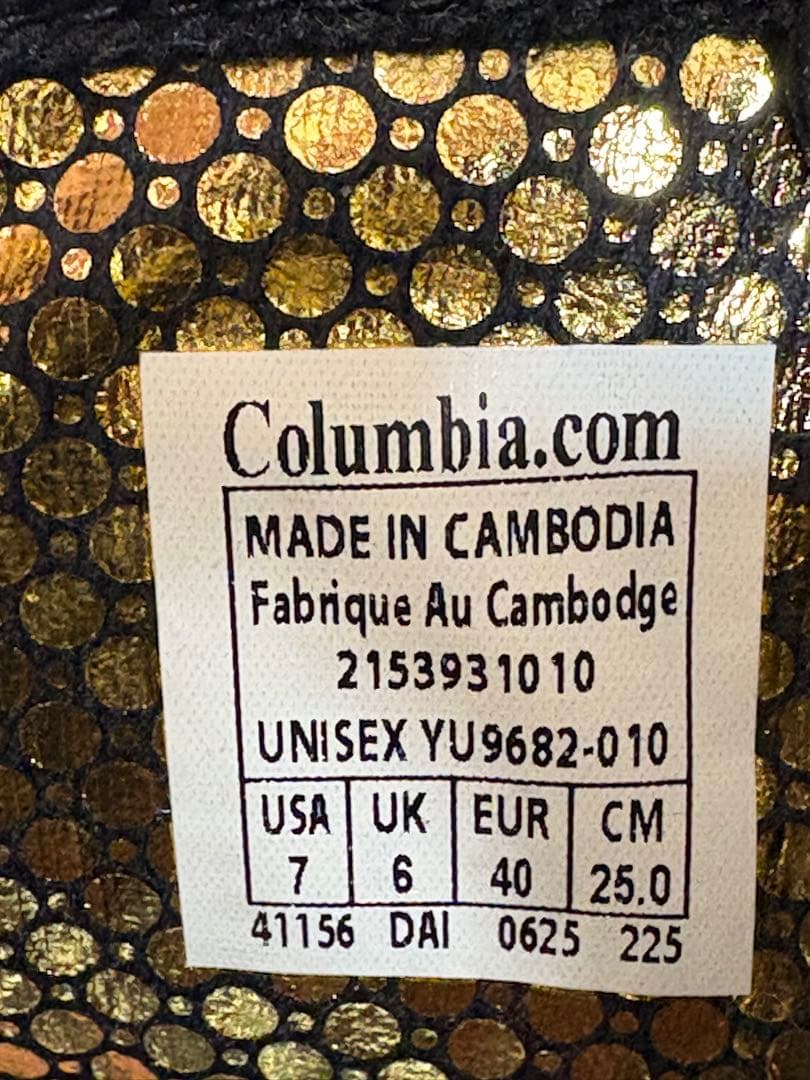 Columbia.com
MADE IN CAMBODIA
Fabrique Au Cambodge
2153931010
UNISEX YU9682-010
USA UK EUR CM
7 6 40 25.0
41156 DAI 0625 225